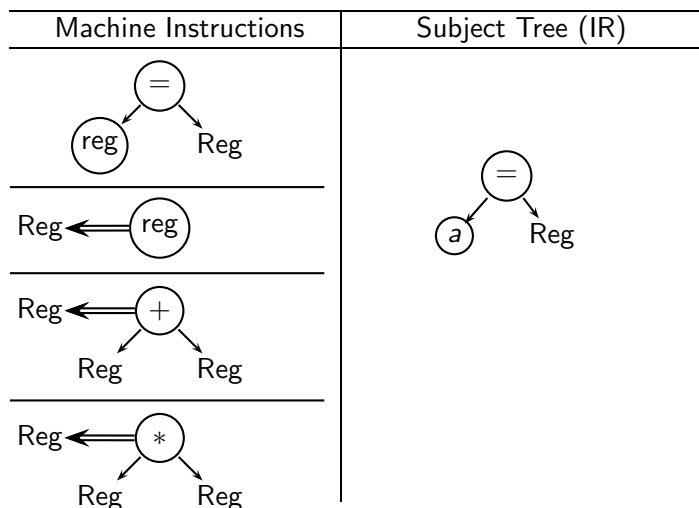 Machine Instructions Subject Tree (IR)
=
reg Reg
Reg reg
Reg +
Reg Reg
Reg *
Reg Reg
=
a Reg